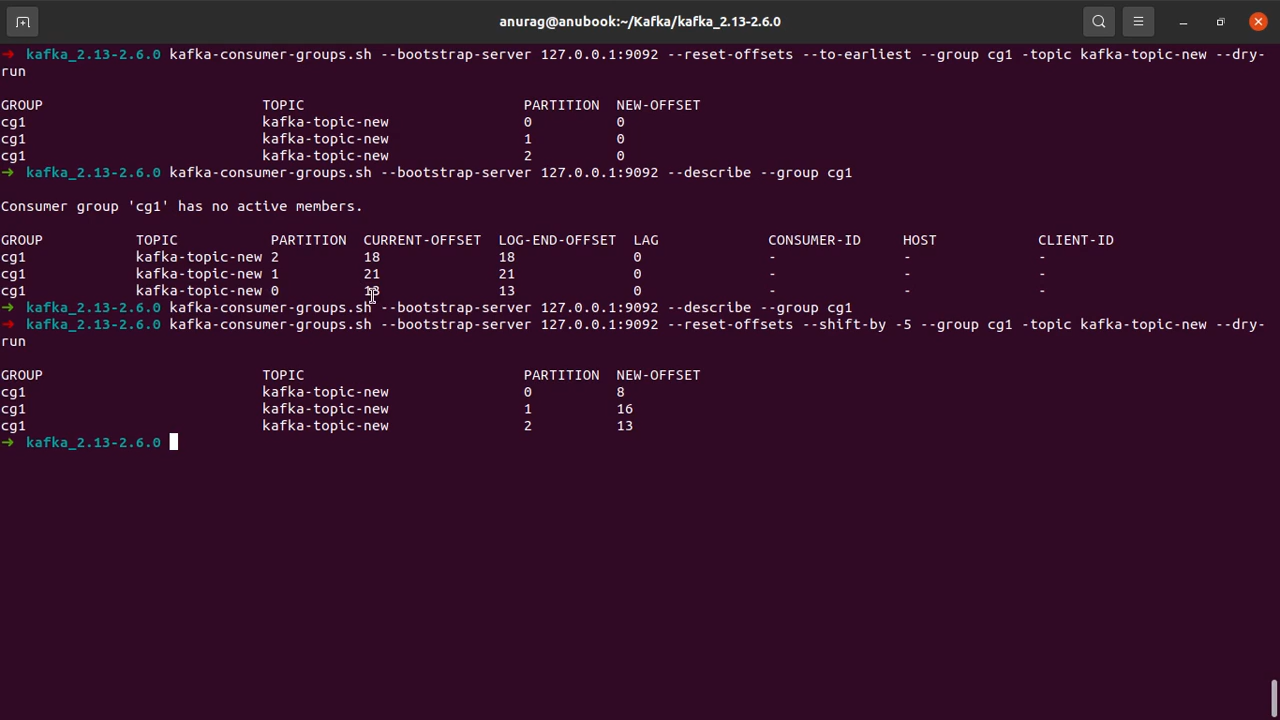 anurag@anubook:~/Kafka/kafka_2.13-2.6.0
➜ kafka_2.13-2.6.0 kafka-consumer-groups.sh --bootstrap-server 127.0.0.1:9092 --reset-offsets --to-earliest --group cg1 -topic kafka-topic-new --dry-
run
GROUP TOPIC PARTITION NEW-OFFSET
cg1 kafka-topic-new 0 0
cg1 kafka-topic-new 1 0
cg1 kafka-topic-new 2 0
➜ kafka_2.13-2.6.0 kafka-consumer-groups.sh --bootstrap-server 127.0.0.1:9092 --describe --group cg1
Consumer group 'cg1' has no active members.
GROUP TOPIC PARTITION CURRENT-OFFSET LOG-END-OFFSET LAG CONSUMER-ID HOST CLIENT-ID
cg1 kafka-topic-new 2 18 18 0 - - -
cg1 kafka-topic-new 1 21 21 0 - - -
cg1 kafka-topic-new 0 13 13 0 - - -
➜ kafka_2.13-2.6.0 kafka-consumer-groups.sh --bootstrap-server 127.0.0.1:9092 --describe --group cg1
➜ kafka_2.13-2.6.0 kafka-consumer-groups.sh --bootstrap-server 127.0.0.1:9092 --reset-offsets --shift-by -5 --group cg1 -topic kafka-topic-new --dry-
run
GROUP TOPIC PARTITION NEW-OFFSET
cg1 kafka-topic-new 0 8
cg1 kafka-topic-new 1 16
cg1 kafka-topic-new 2 13
➜ kafka_2.13-2.6.0